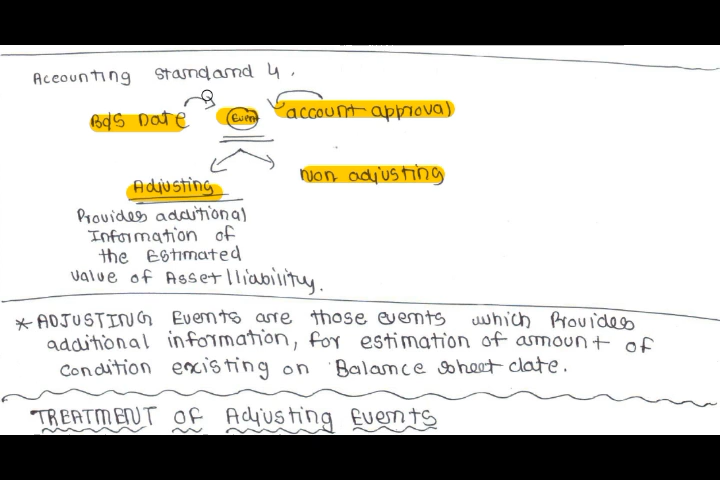 Accounting standard 4.
B/S Date Event account approval
Adjusting Non adjusting
Provides additional
Information of
the Estimated
value of Asset/liability.
* ADJUSTING Events are those events which Provides
additional information, for estimation of amount of
condition existing on Balance sheet date.
TREATMENT OF Adjusting Events